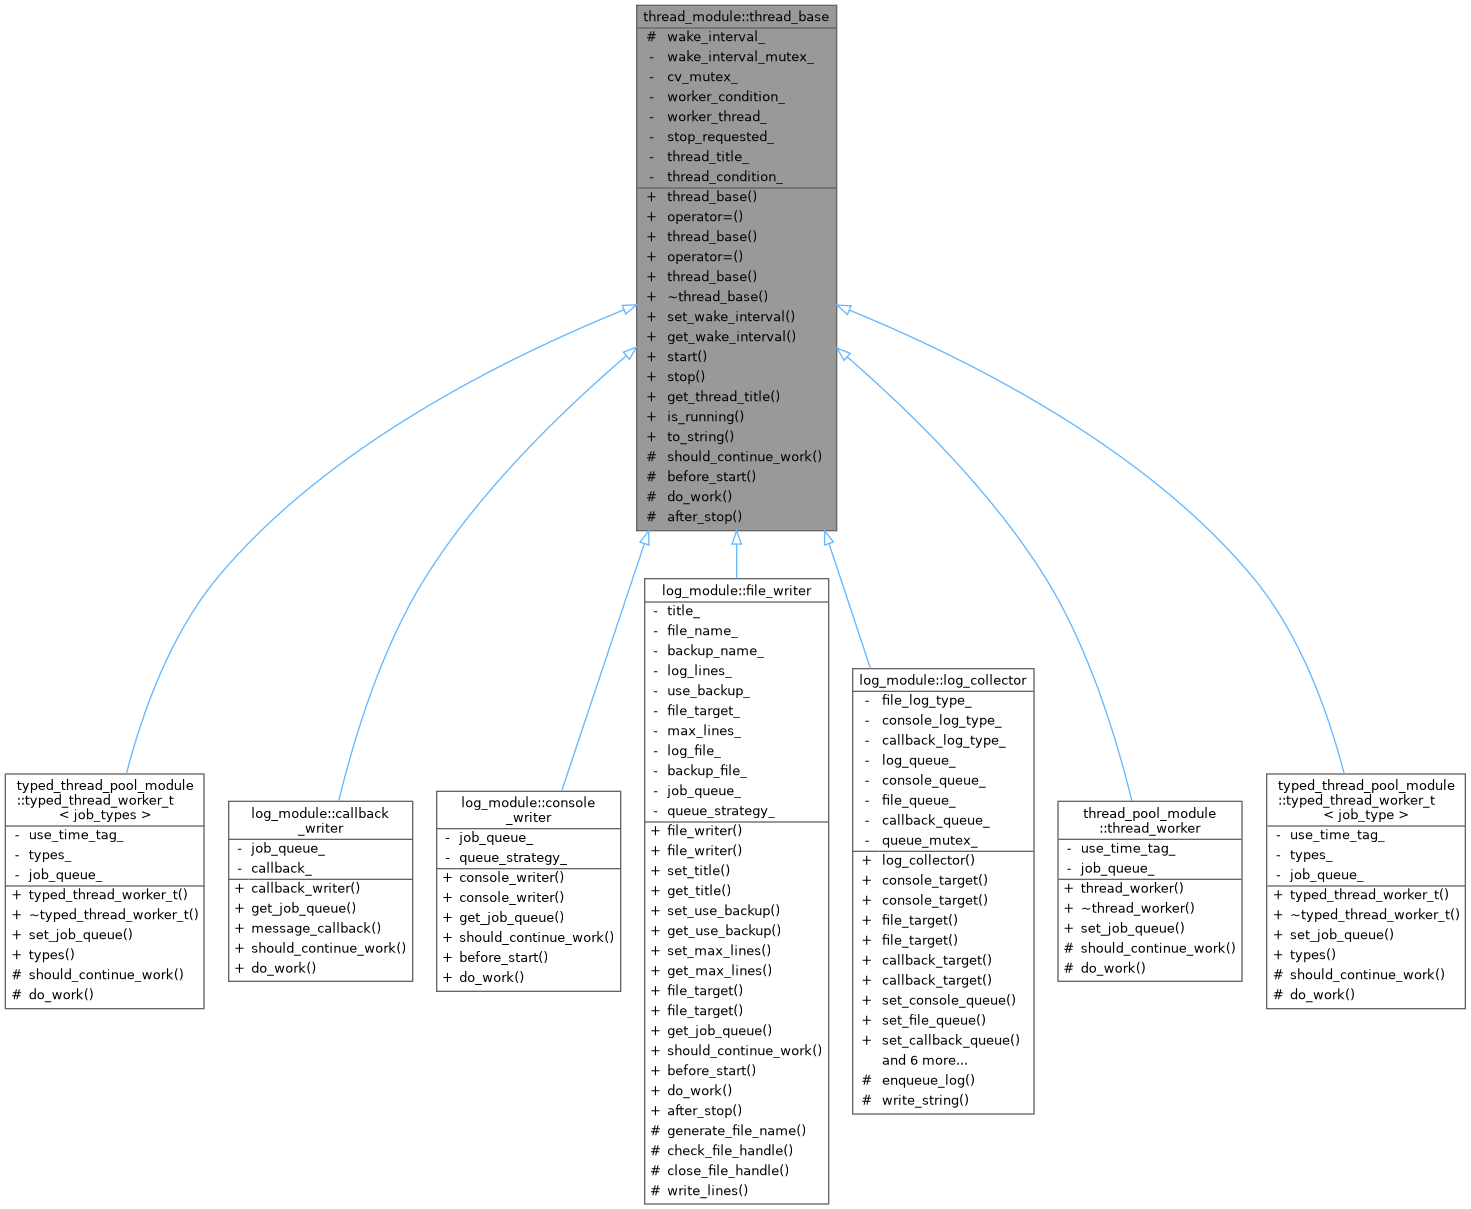 thread_module::thread_base
# wake_interval_
- wake_interval_mutex_
- cv_mutex_
- worker_condition_
- worker_thread_
- stop_requested_
- thread_title_
- thread_condition_
+ thread_base()
+ operator=()
+ thread_base()
+ operator=()
+ thread_base()
+ ~thread_base()
+ set_wake_interval()
+ get_wake_interval()
+ start()
+ stop()
+ get_thread_title()
+ is_running()
+ to_string()
# should_continue_work()
# before_start()
# do_work()
# after_stop()
typed_thread_pool_module
::typed_thread_worker_t
< job_types >
- use_time_tag_
- types_
- job_queue_
+ typed_thread_worker_t()
+ ~typed_thread_worker_t()
+ set_job_queue()
+ types()
# should_continue_work()
# do_work()
log_module::callback
_writer
- job_queue_
- callback_
+ callback_writer()
+ get_job_queue()
+ message_callback()
+ should_continue_work()
+ do_work()
log_module::console
_writer
- job_queue_
- queue_strategy_
+ console_writer()
+ console_writer()
+ get_job_queue()
+ should_continue_work()
+ before_start()
+ do_work()
log_module::file_writer
- title_
- file_name_
- backup_name_
- log_lines_
- use_backup_
- file_target_
- max_lines_
- log_file_
- backup_file_
- job_queue_
- queue_strategy_
+ file_writer()
+ file_writer()
+ set_title()
+ get_title()
+ set_use_backup()
+ get_use_backup()
+ set_max_lines()
+ get_max_lines()
+ file_target()
+ file_target()
+ get_job_queue()
+ should_continue_work()
+ before_start()
+ do_work()
+ after_stop()
# generate_file_name()
# check_file_handle()
# close_file_handle()
# write_lines()
log_module::log_collector
- file_log_type_
- console_log_type_
- callback_log_type_
- log_queue_
- console_queue_
- file_queue_
- callback_queue_
- queue_mutex_
+ log_collector()
+ console_target()
+ console_target()
+ file_target()
+ file_target()
+ callback_target()
+ callback_target()
+ set_console_queue()
+ set_file_queue()
+ set_callback_queue()
and 6 more...
# enqueue_log()
# write_string()
thread_pool_module
::thread_worker
- use_time_tag_
- job_queue_
+ thread_worker()
+ ~thread_worker()
+ set_job_queue()
# should_continue_work()
# do_work()
typed_thread_pool_module
::typed_thread_worker_t
< job_type >
- use_time_tag_
- types_
- job_queue_
+ typed_thread_worker_t()
+ ~typed_thread_worker_t()
+ set_job_queue()
+ types()
# should_continue_work()
# do_work()